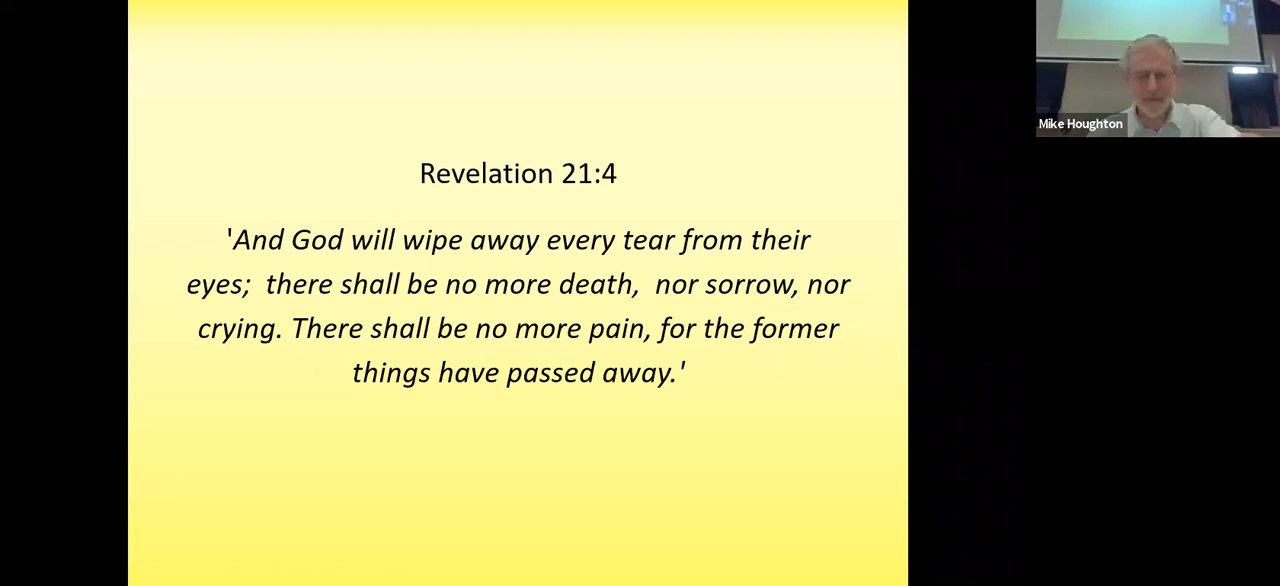 Revelation 21:4
'And God will wipe away every tear from their
eyes;  there shall be no more death,  nor sorrow, nor
crying. There shall be no more pain, for the former
things have passed away.'
Mike Houghton